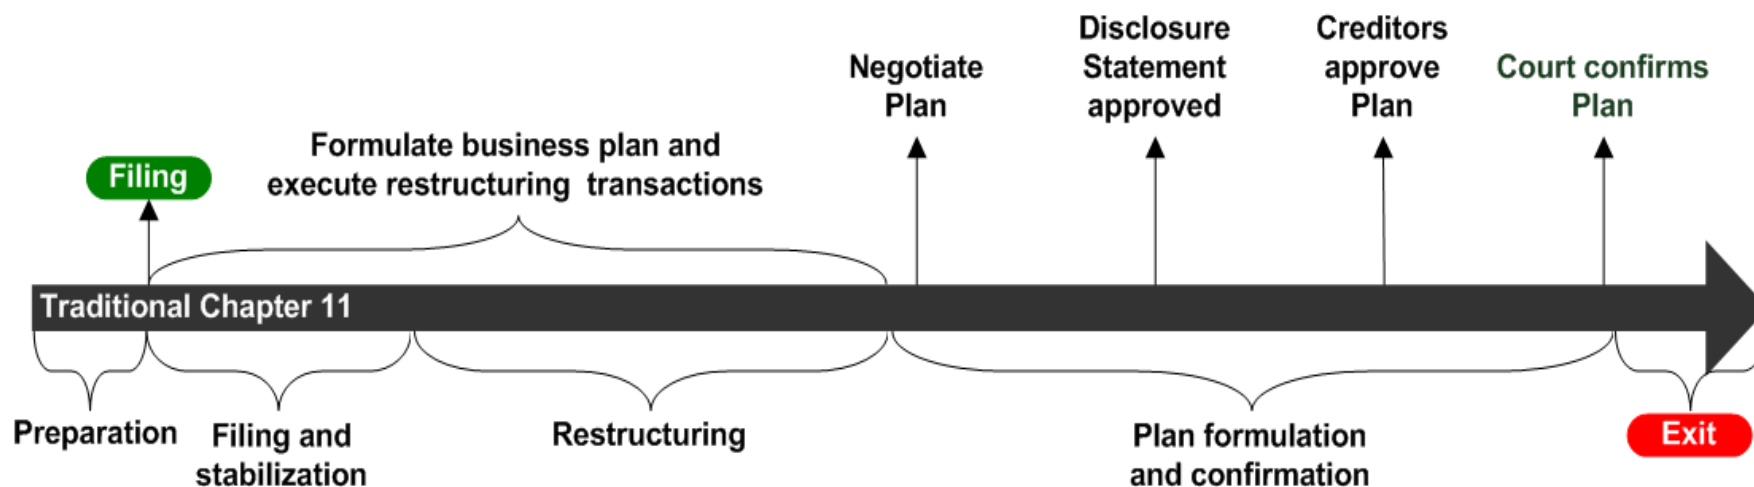 Disclosure
Statement
approved
Creditors
approve
Plan
Negotiate
Plan
Court confirms
Plan
Formulate business plan and
execute restructuring  transactions
Filing
Traditional Chapter 11
Preparation
Filing and
stabilization
Restructuring
Plan formulation
and confirmation
Exit